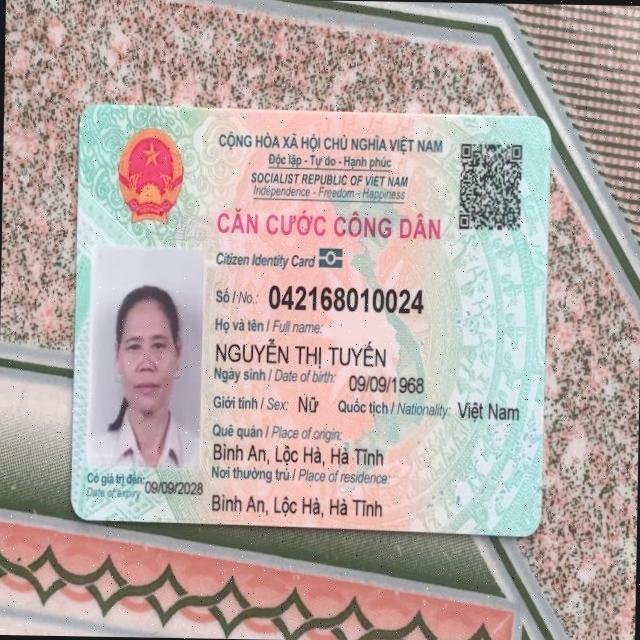 CỘNG HÒA XÃ HỘI CHỦ NGHĨA VIỆT NAM
Độc lập - Tự do - Hạnh phúc
SOCIALIST REPUBLIC OF VIET NAM
Independence - Freedom - Happiness
CĂN CƯỚC CÔNG DÂN
Citizen Identity Card
Số / No.: 042168010024
Họ và tên / Full name:
NGUYỄN THỊ TUYẾN
Ngày sinh / Date of birth: 09/09/1968
Giới tính / Sex: Nữ Quốc tịch / Nationality: Việt Nam
Quê quán / Place of origin:
Bình An, Lộc Hà, Hà Tĩnh
Nơi thường trú / Place of residence:
Bình An, Lộc Hà, Hà Tĩnh
Có giá trị đến: 09/09/2028
Date of expiry